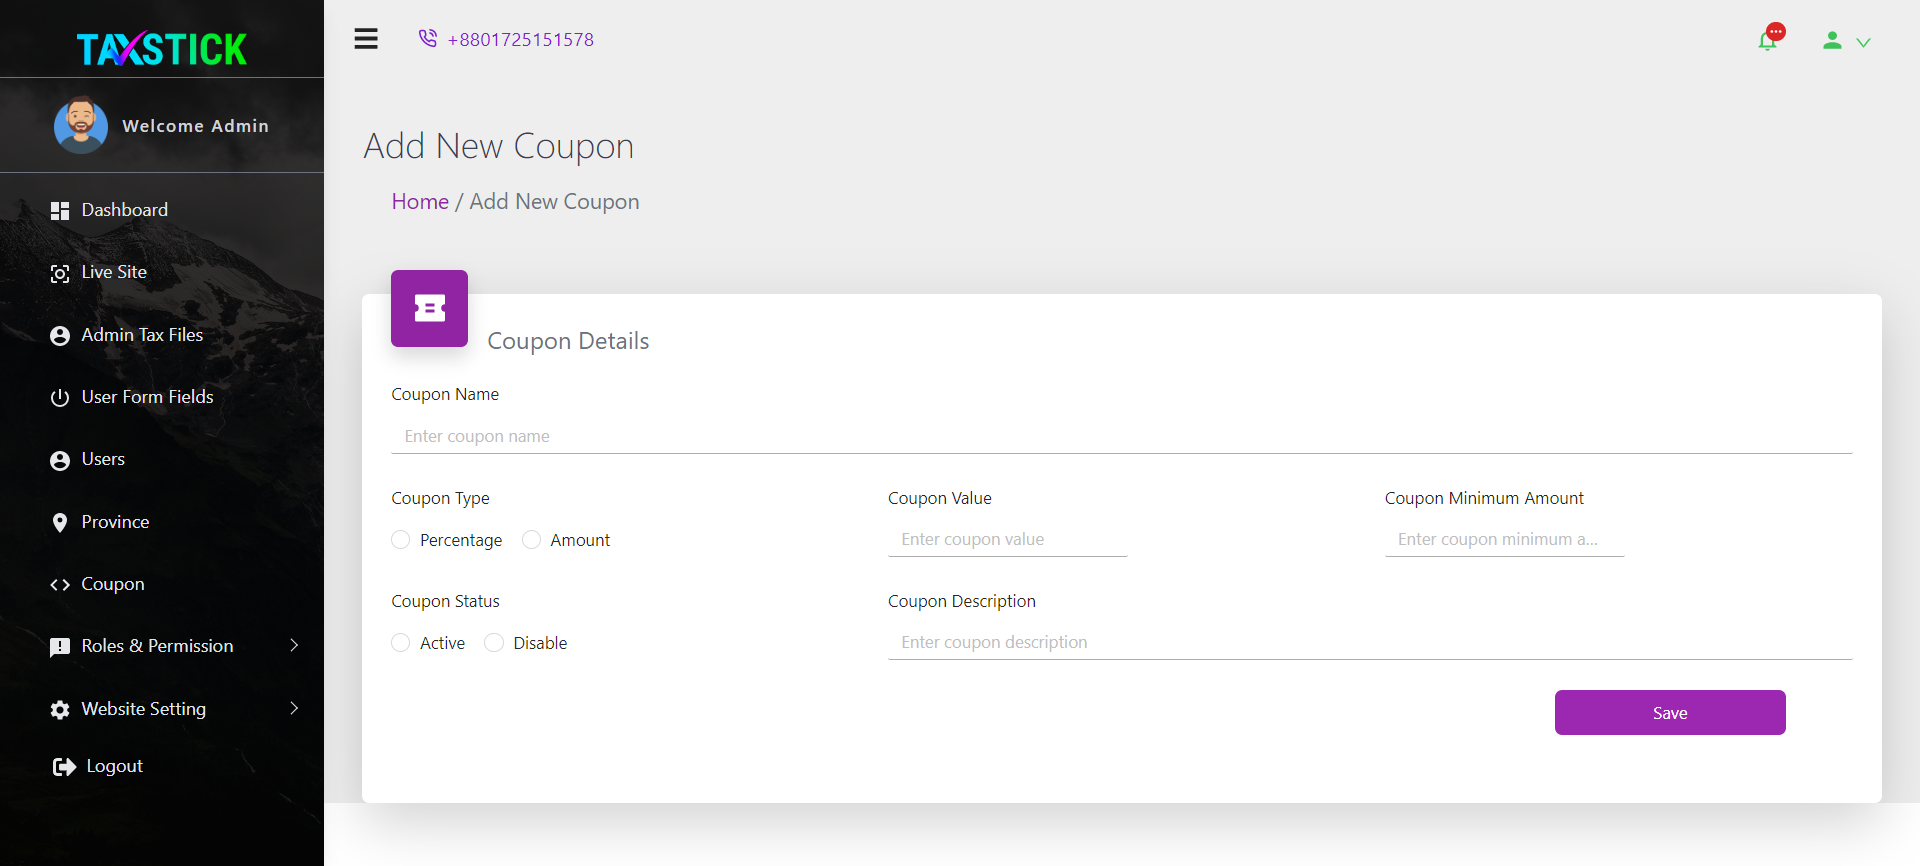 TAXSTICK
+8801725151578
Welcome Admin
Dashboard
Live Site
Admin Tax Files
User Form Fields
Users
Province
Coupon
Roles & Permission
Website Setting
Logout
Add New Coupon
Home / Add New Coupon
Coupon Details
Coupon Name
Enter coupon name
Coupon Type
Percentage Amount
Coupon Value
Enter coupon value
Coupon Minimum Amount
Enter coupon minimum a...
Coupon Status
Active Disable
Coupon Description
Enter coupon description
Save